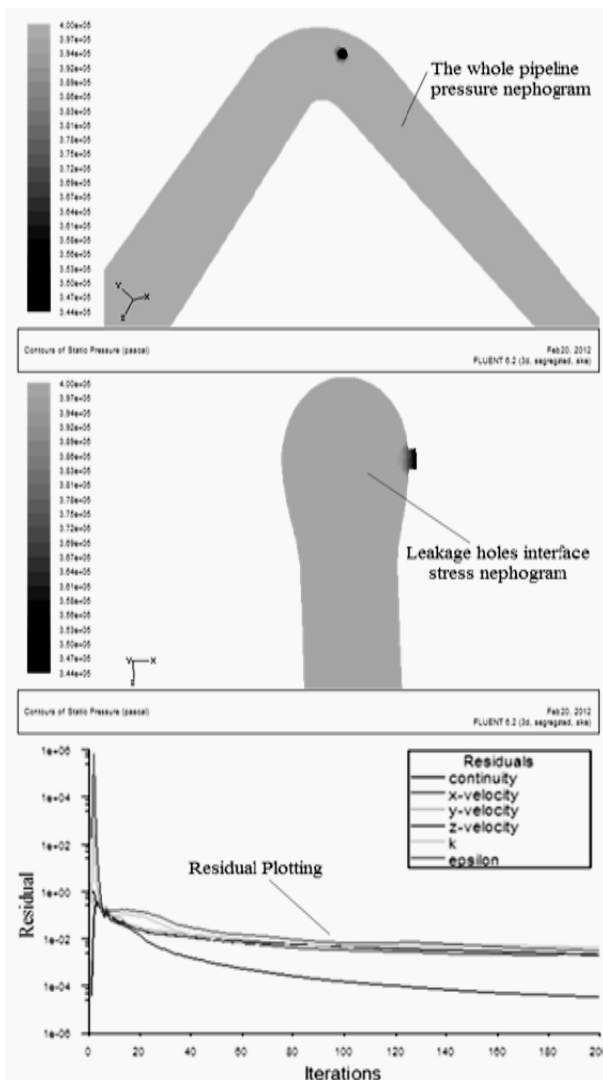 4.00e+05
3.97e+05
3.94e+05
3.92e+05
3.89e+05
3.86e+05
3.83e+05
3.81e+05
3.78e+05
3.75e+05
3.72e+05
3.69e+05
3.67e+05
3.64e+05
3.61e+05
3.58e+05
3.55e+05
3.53e+05
3.50e+05
3.47e+05
3.44e+05
The whole pipeline
pressure nephogram
Y
X
Z
Contours of Static Pressure (pascal)
Feb 20, 2012
FLUENT 6.2 (3d, segregated, ske)
4.00e+05
3.97e+05
3.94e+05
3.92e+05
3.89e+05
3.86e+05
3.83e+05
3.81e+05
3.78e+05
3.75e+05
3.72e+05
3.69e+05
3.67e+05
3.64e+05
3.61e+05
3.58e+05
3.55e+05
3.53e+05
3.50e+05
3.47e+05
3.44e+05
Leakage holes interface
stress nephogram
Y
X
Z
Contours of Static Pressure (pascal)
Feb 20, 2012
FLUENT 6.2 (3d, segregated, ske)
Residuals
continuity
x-velocity
y-velocity
z-velocity
k
epsilon
Residual Plotting
Residual
1e+06
1e+04
1e+02
1e+00
1e-02
1e-04
1e-06
0 20 40 60 80 100 120 140 160 180 200
Iterations